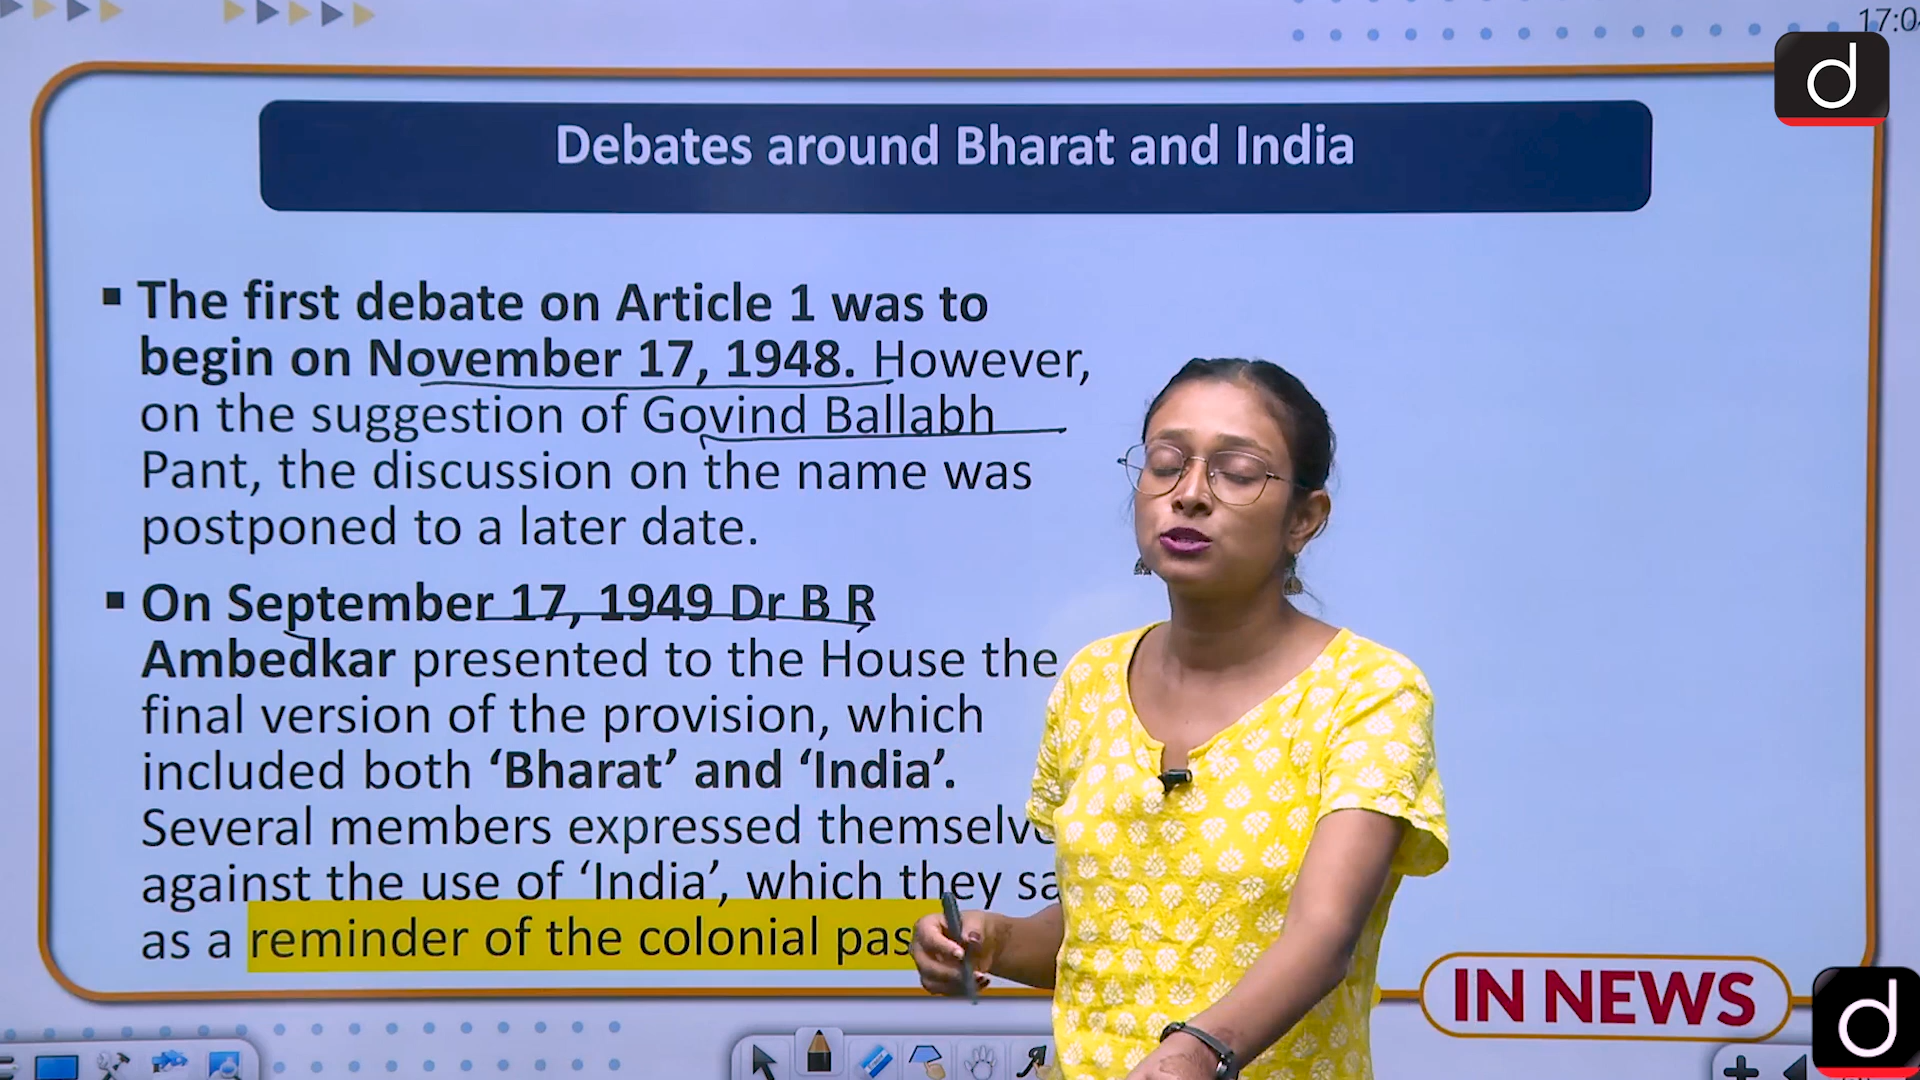 17:0
d
Debates around Bharat and India
▪ The first debate on Article 1 was to
begin on November 17, 1948. However,
on the suggestion of Govind Ballabh
Pant, the discussion on the name was
postponed to a later date.
▪ On September 17, 1949 Dr B R
Ambedkar presented to the House the
final version of the provision, which
included both ‘Bharat’ and ‘India’.
Several members expressed themselv
against the use of ‘India’, which they sa
as a reminder of the colonial pas
IN NEWS
d